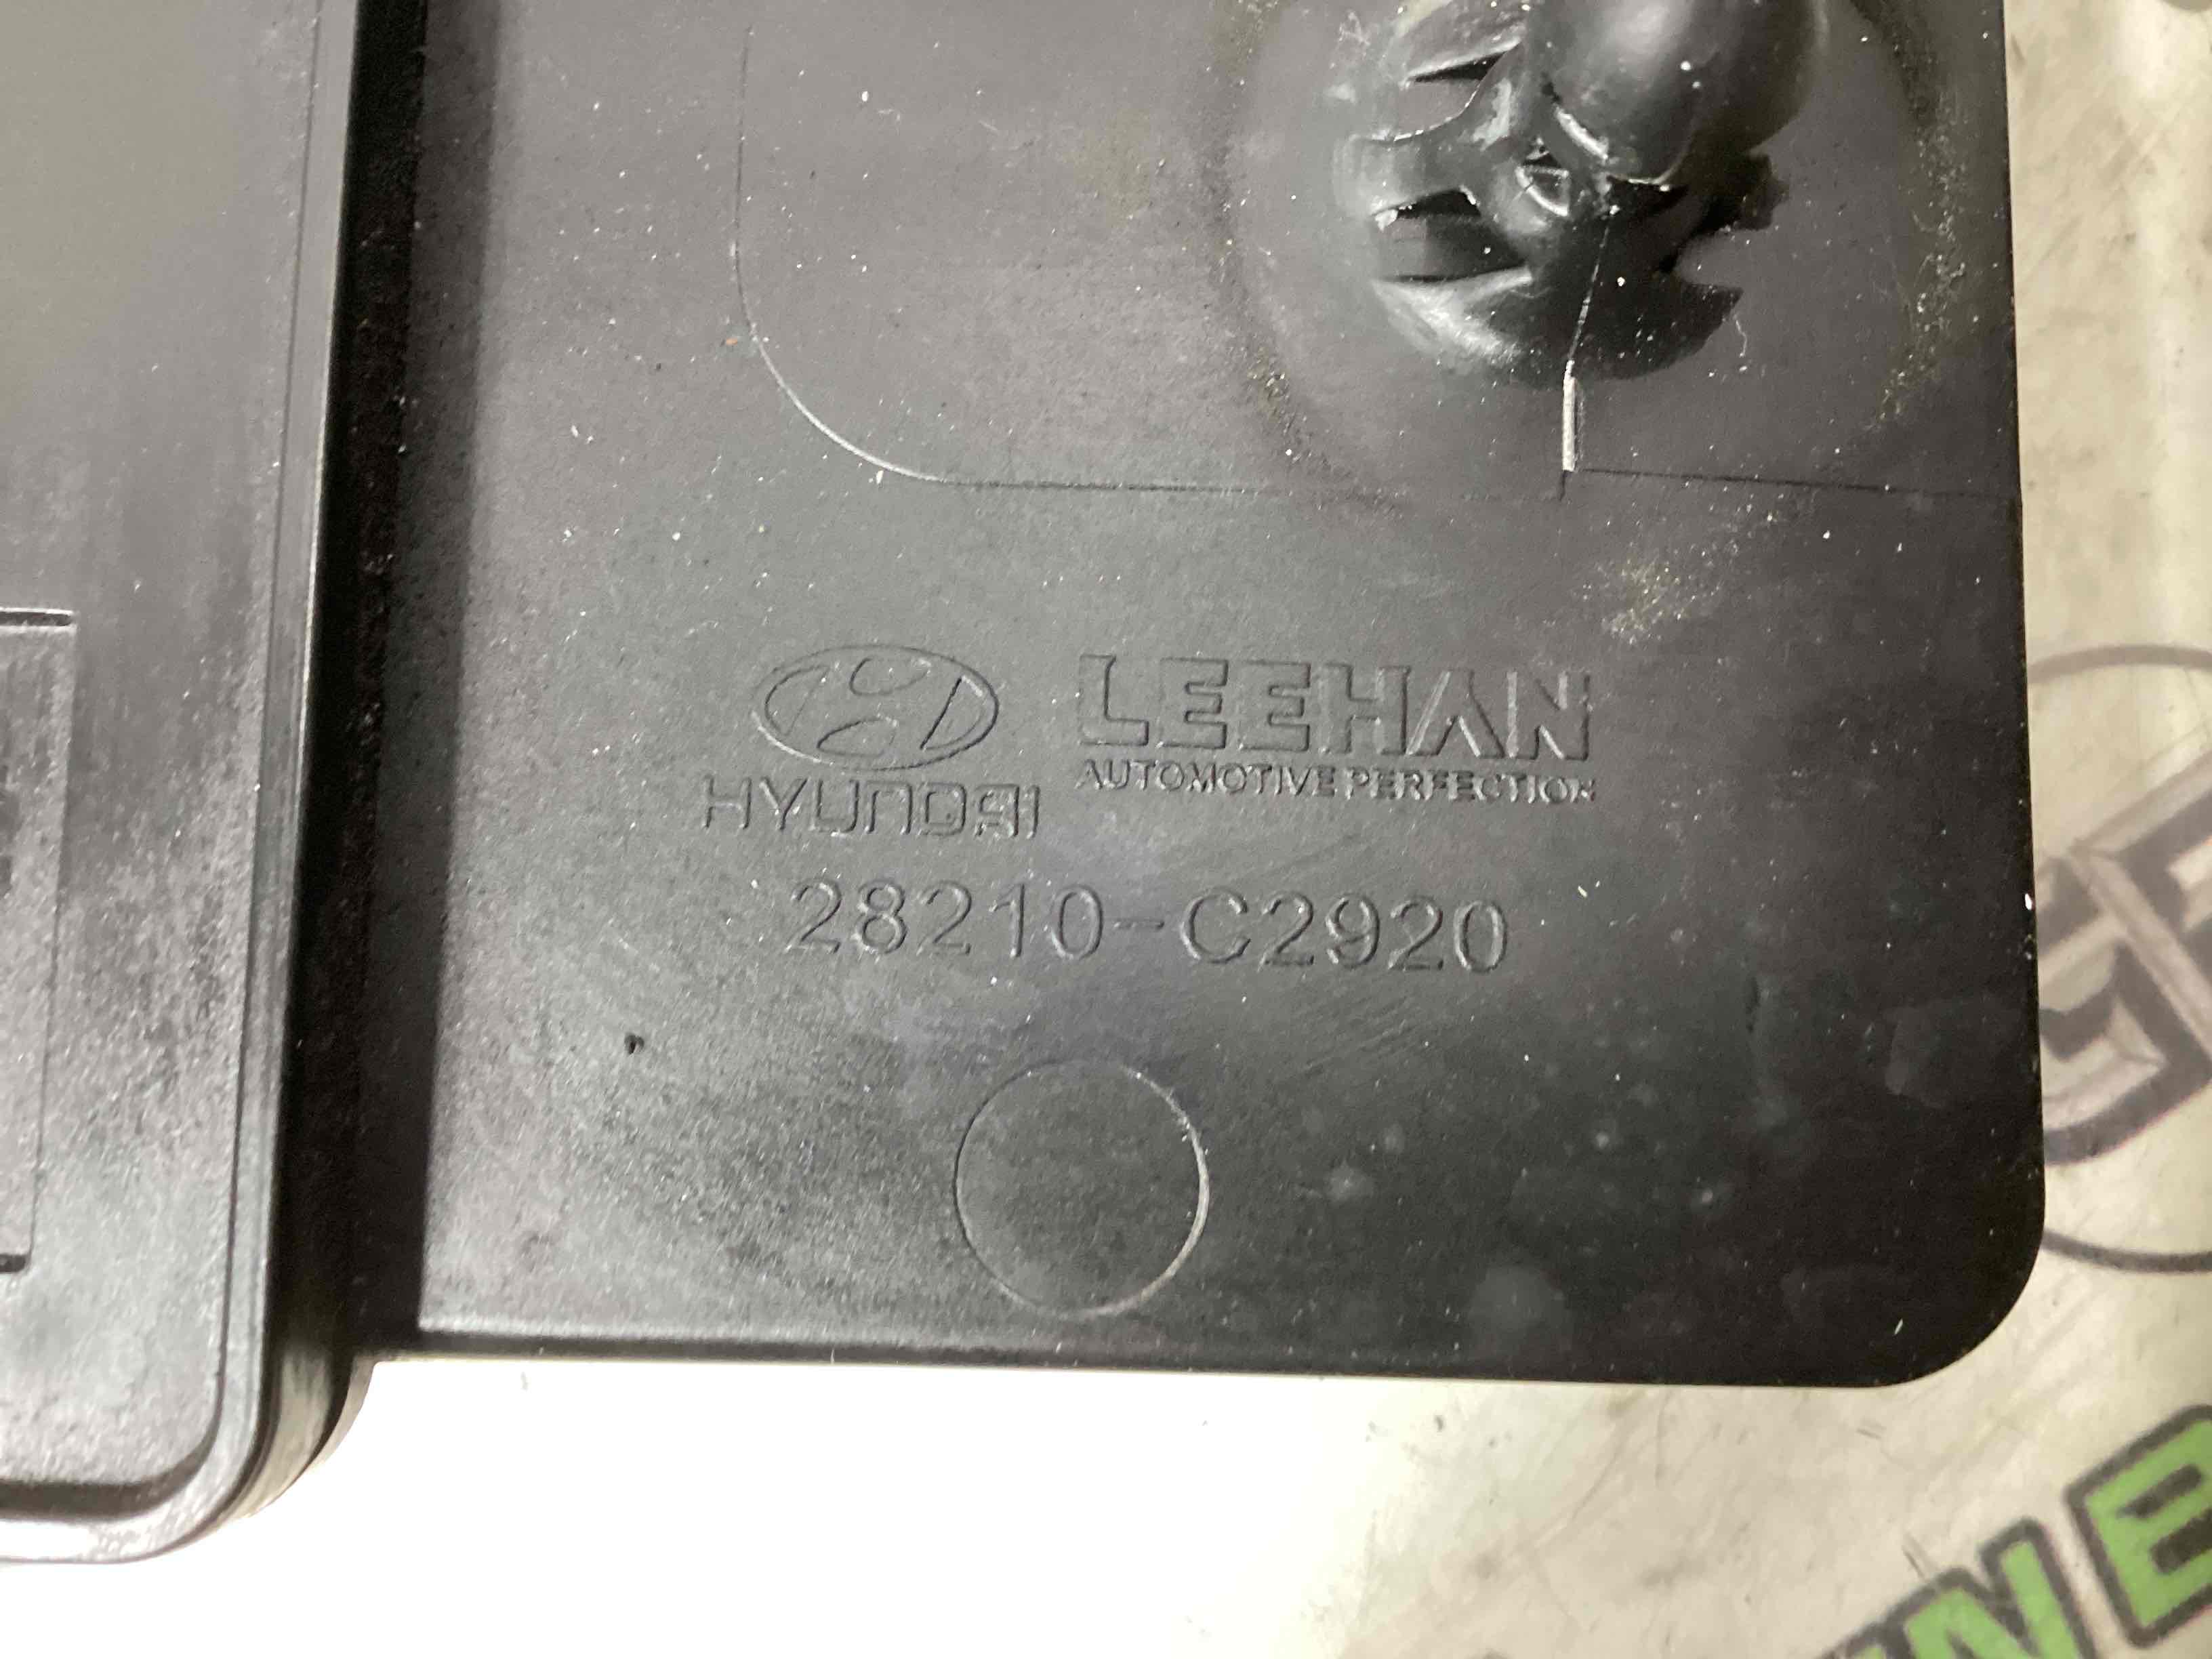 HYUNDAI
LEEHAN
AUTOMOTIVE PERFECTION
28210-C2920